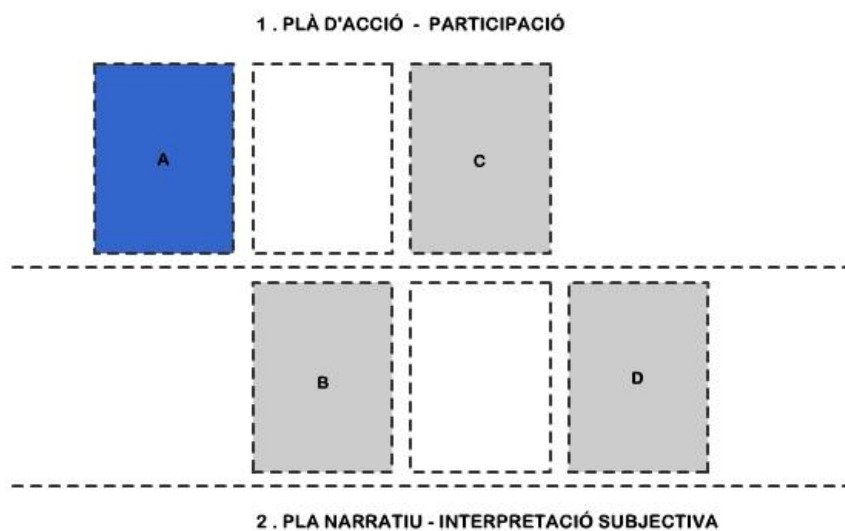 1 . PLÀ D'ACCIÓ - PARTICIPACIÓ
A
C
B
D
2 . PLA NARRATIU - INTERPRETACIÓ SUBJECTIVA